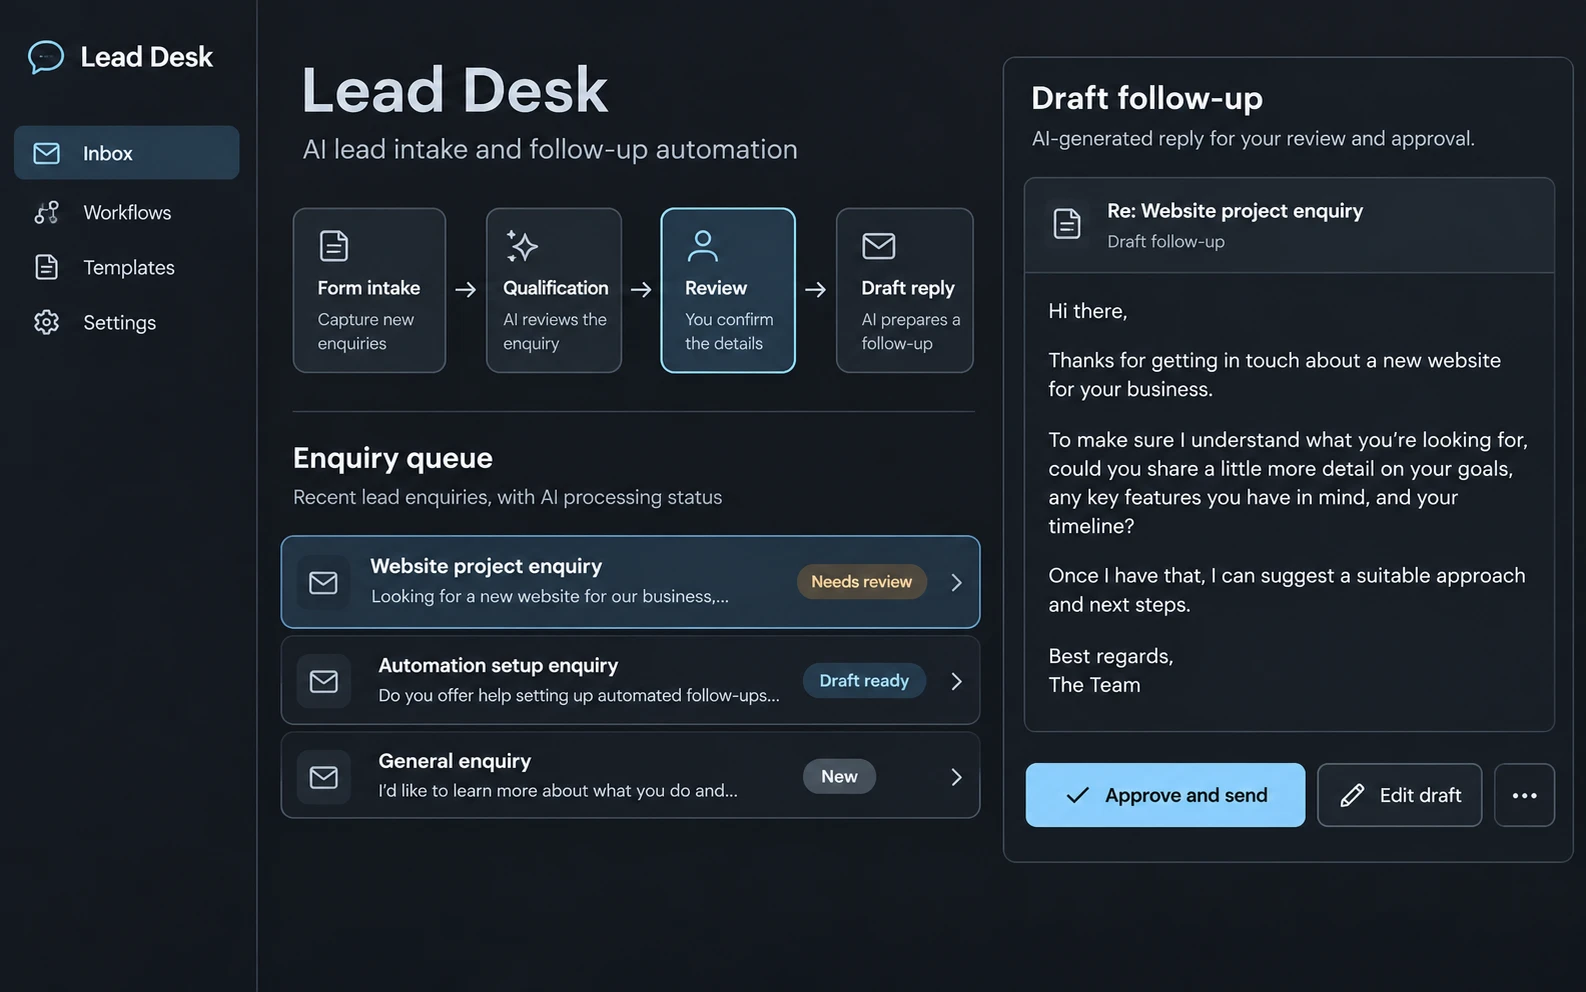 Lead Desk
Inbox
Workflows
Templates
Settings
Lead Desk
AI lead intake and follow-up automation
Form intake
Capture new
enquiries
Qualification
AI reviews the
enquiry
Review
You confirm
the details
Draft reply
AI prepares a
follow-up
Enquiry queue
Recent lead enquiries, with AI processing status
Website project enquiry
Looking for a new website for our business,...
Needs review
Automation setup enquiry
Do you offer help setting up automated follow-ups...
Draft ready
General enquiry
I'd like to learn more about what you do and...
New
Draft follow-up
AI-generated reply for your review and approval.
Re: Website project enquiry
Draft follow-up
Hi there,
Thanks for getting in touch about a new website
for your business.
To make sure I understand what you're looking for,
could you share a little more detail on your goals,
any key features you have in mind, and your
timeline?
Once I have that, I can suggest a suitable approach
and next steps.
Best regards,
The Team
Approve and send
Edit draft